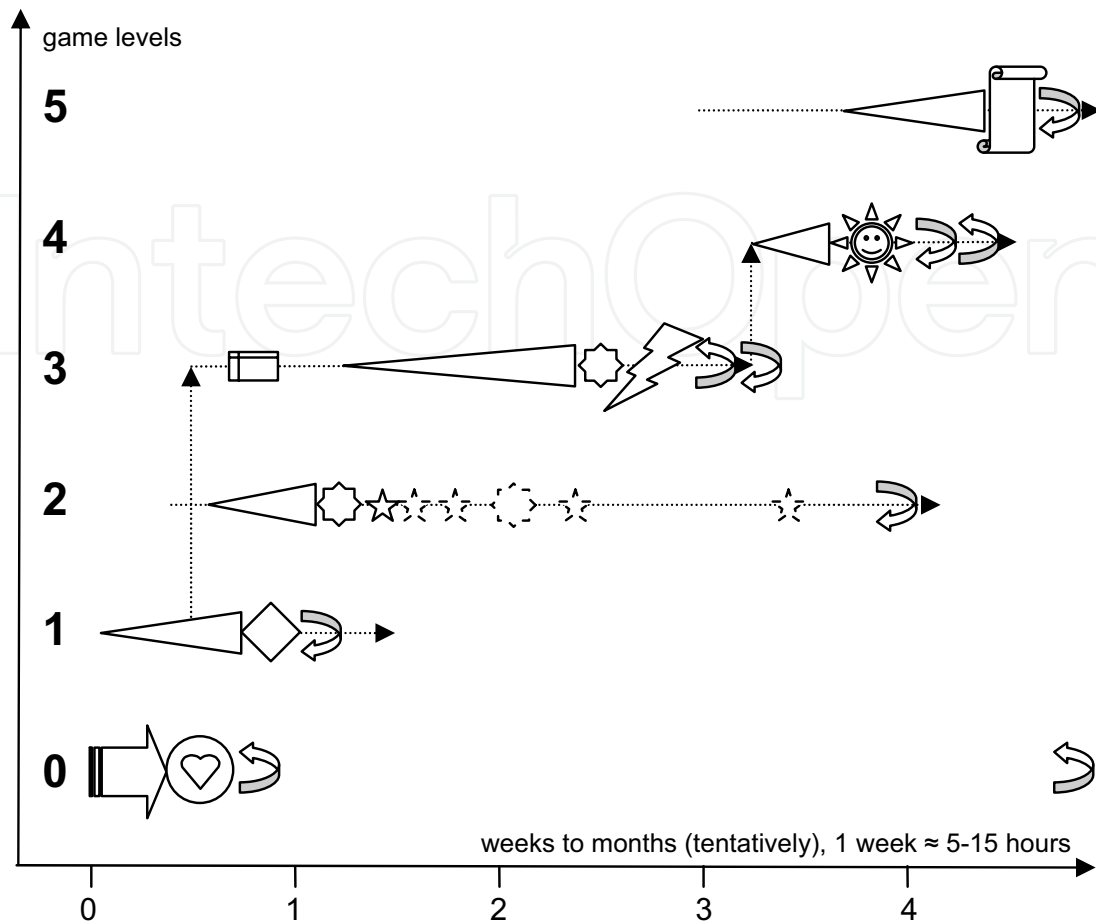 game levels
5
IntechOpen
4
3
2
1
0
weeks to months (tentatively), 1 week ≈ 5-15 hours
0 1 2 3 4